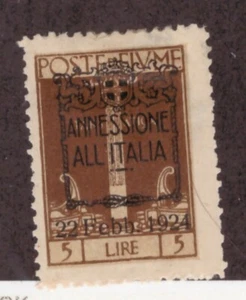 POSTE FIUME
ANNESSIONE
ALL'ITALIA
22 Febb. 1924
5 LIRE 5